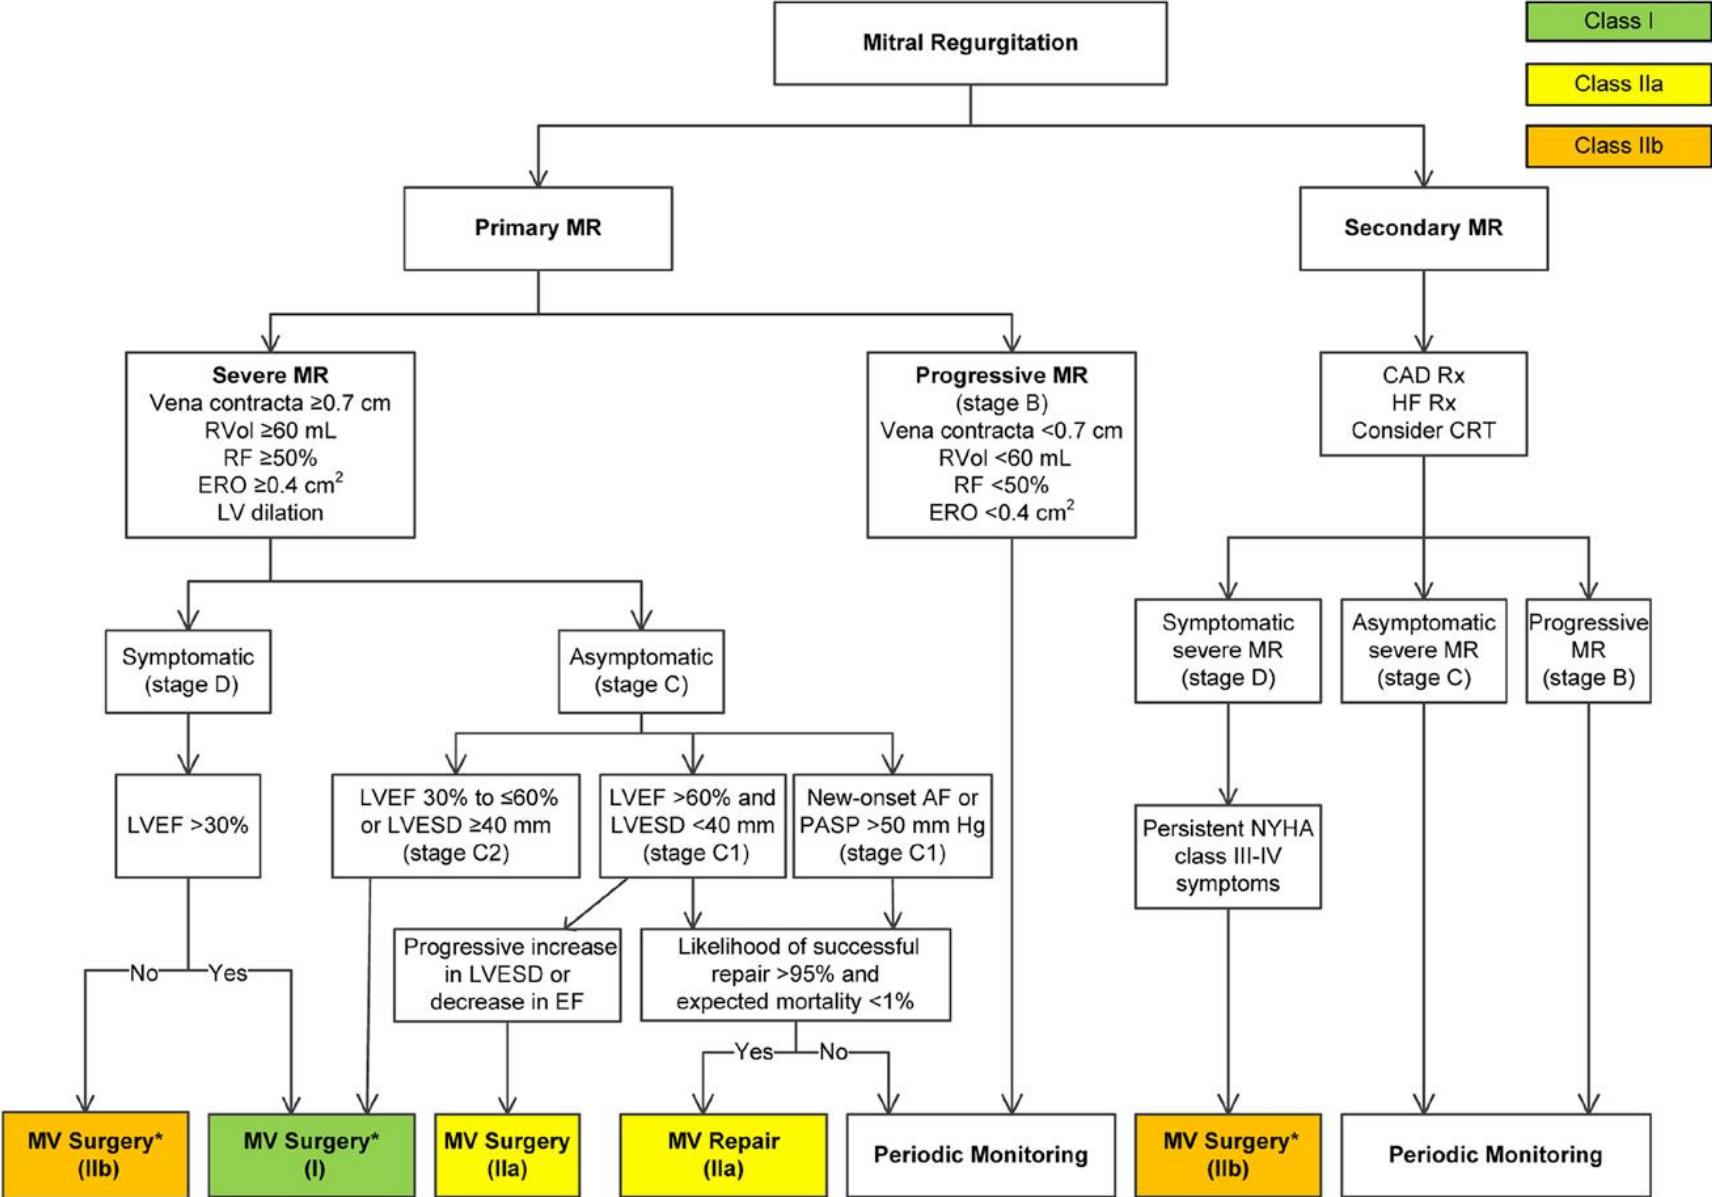 Mitral Regurgitation
Class I
Class IIa
Class IIb
Primary MR
Secondary MR
Severe MR
Vena contracta ≥0.7 cm
RVol ≥60 mL
RF ≥50%
ERO ≥0.4 cm²
LV dilation
Progressive MR
(stage B)
Vena contracta <0.7 cm
RVol <60 mL
RF <50%
ERO <0.4 cm²
CAD Rx
HF Rx
Consider CRT
Symptomatic
(stage D)
Asymptomatic
(stage C)
Symptomatic
severe MR
(stage D)
Asymptomatic
severe MR
(stage C)
Progressive
MR
(stage B)
LVEF >30%
LVEF 30% to ≤60%
or LVESD ≥40 mm
(stage C2)
LVEF >60% and
LVESD <40 mm
(stage C1)
New-onset AF or
PASP >50 mm Hg
(stage C1)
Persistent NYHA
class III-IV
symptoms
Progressive increase
in LVESD or
decrease in EF
Likelihood of successful
repair >95% and
expected mortality <1%
No
Yes
Yes
No
MV Surgery*
(IIb)
MV Surgery*
(I)
MV Surgery
(IIa)
MV Repair
(IIa)
Periodic Monitoring
MV Surgery*
(IIb)
Periodic Monitoring